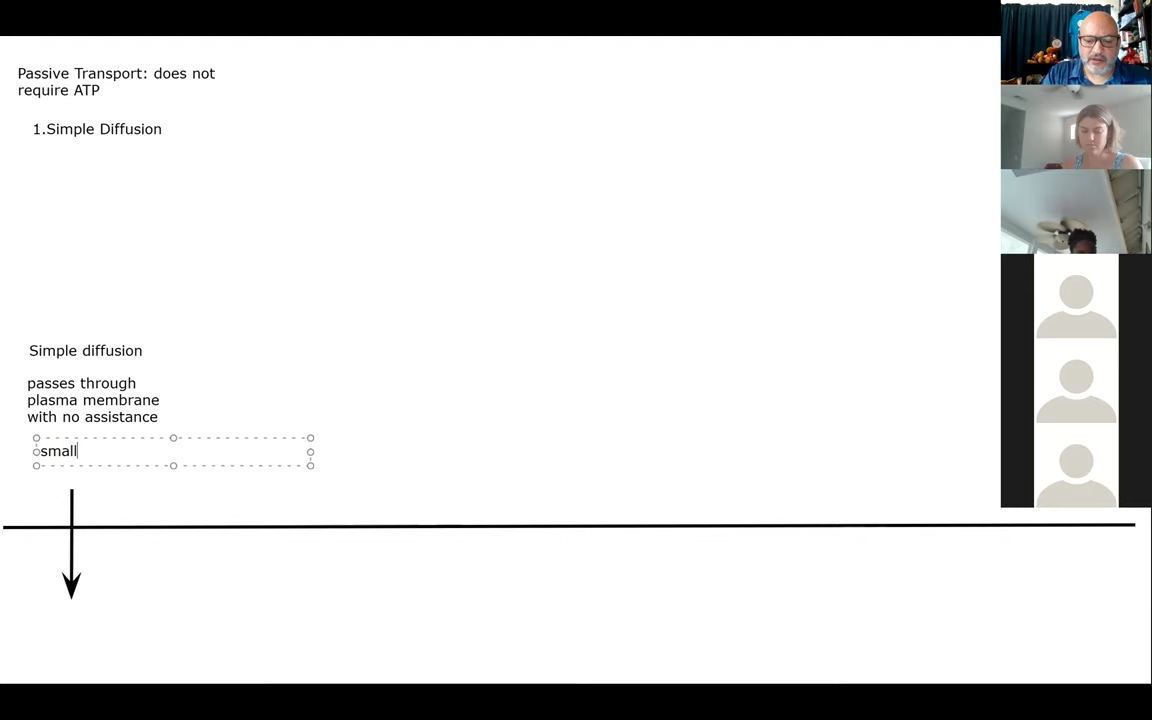 Passive Transport: does not
require ATP
1.Simple Diffusion
Simple diffusion
passes through
plasma membrane
with no assistance
small